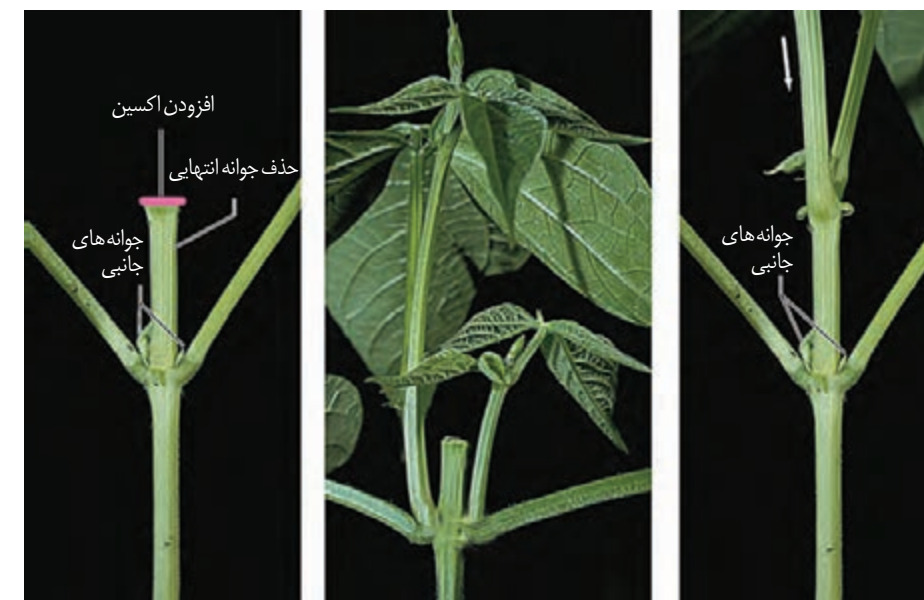 جوانه‌های
جانبی
افزودن اکسین
حذف جوانه انتهایی
جوانه‌های
جانبی